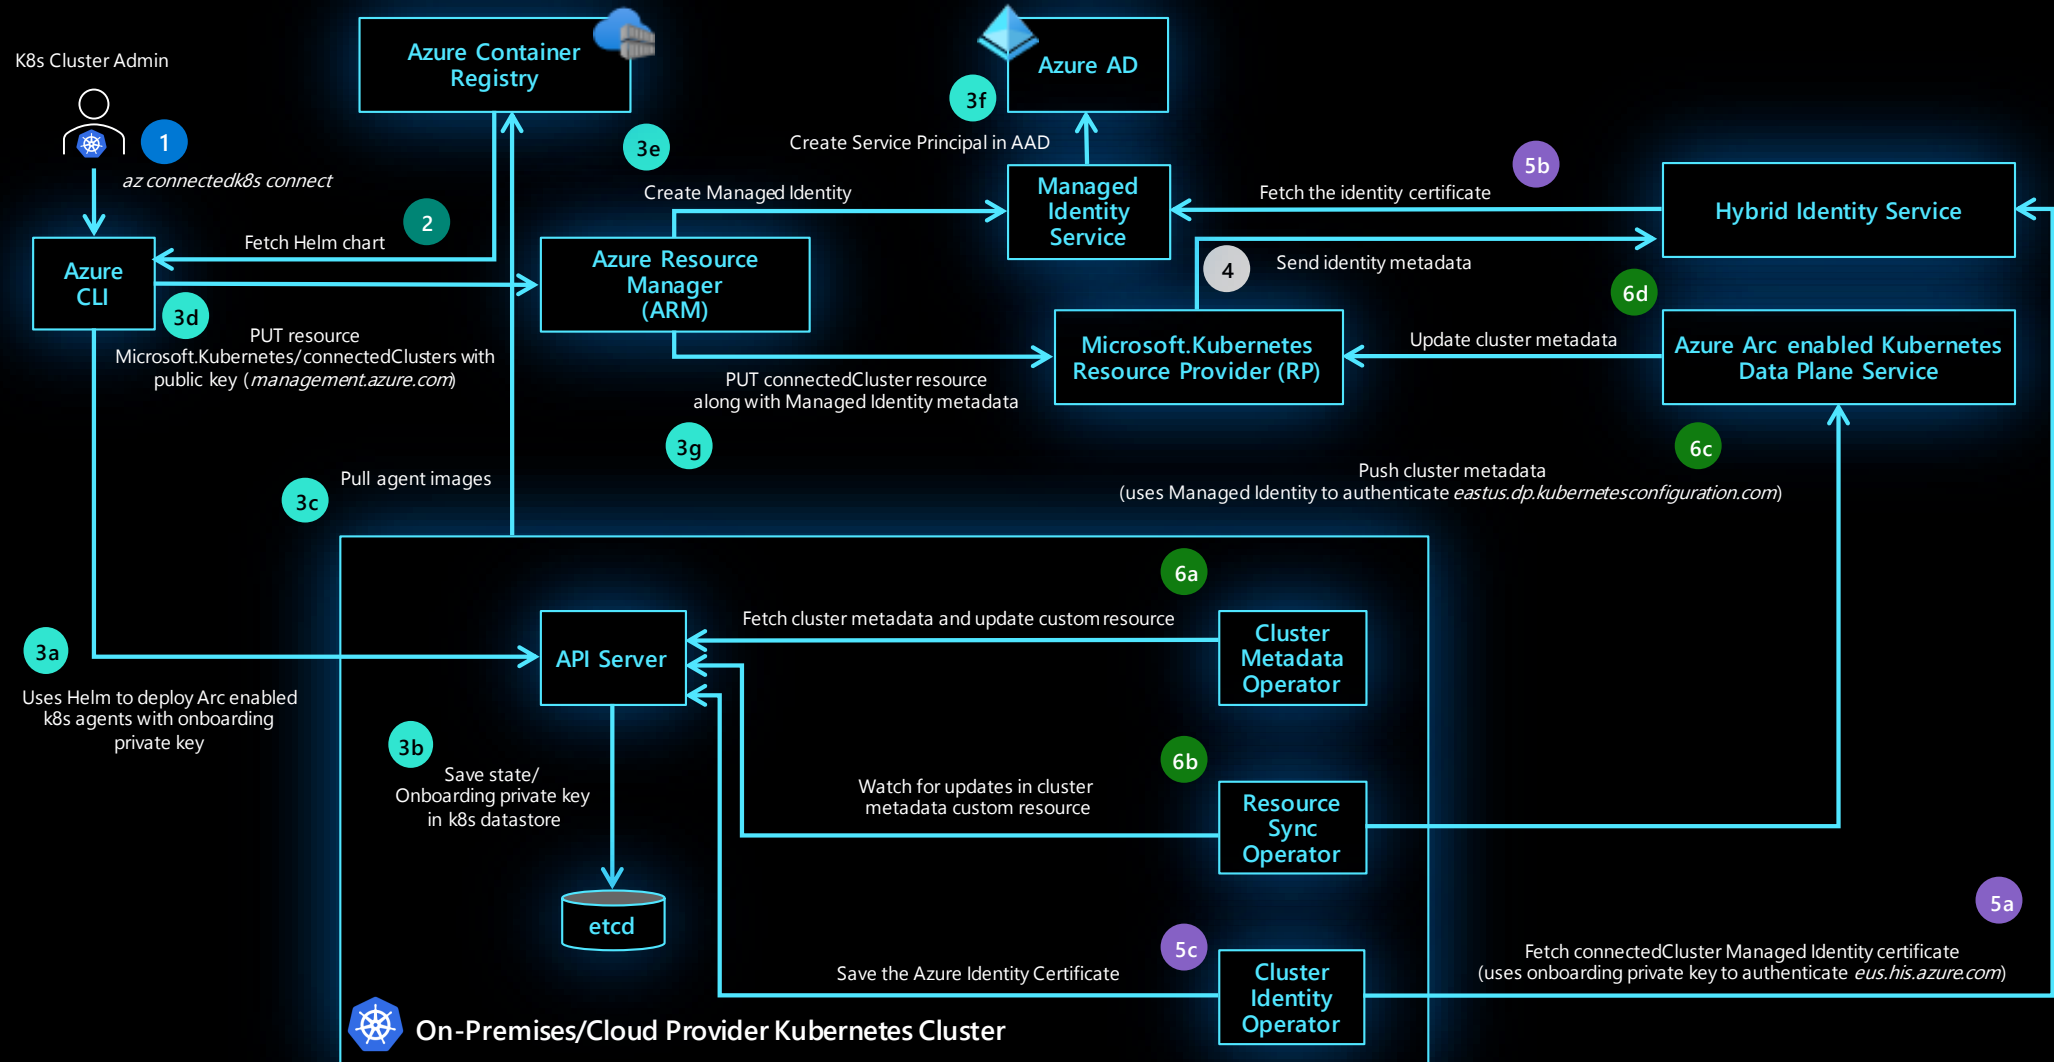 Azure Container
Registry
K8s Cluster Admin
Azure AD
3f
1
3e
Create Service Principal in AAD
5b
az connectedk8s connect
Create Managed Identity
Managed
Identity
Service
Fetch the identity certificate
Hybrid Identity Service
2
Fetch Helm chart
Azure
CLI
Azure Resource
Manager
(ARM)
4
Send identity metadata
6d
3d
PUT resource
Microsoft.Kubernetes/connectedClusters with
public key (management.azure.com)
Microsoft.Kubernetes
Resource Provider (RP)
Update cluster metadata
Azure Arc enabled Kubernetes
Data Plane Service
PUT connectedCluster resource
along with Managed Identity metadata
3g
6c
Pull agent images
3c
Push cluster metadata
(uses Managed Identity to authenticate eastus.dp.kubernetesconfiguration.com)
6a
Fetch cluster metadata and update custom resource
Cluster
Metadata
Operator
API Server
3a
Uses Helm to deploy Arc enabled
k8s agents with onboarding
private key
3b
Save state/
Onboarding private key
in k8s datastore
6b
Watch for updates in cluster
metadata custom resource
Resource
Sync
Operator
etcd
5a
5c
Save the Azure Identity Certificate
Cluster
Identity
Operator
Fetch connectedCluster Managed Identity certificate
(uses onboarding private key to authenticate eus.his.azure.com)
On-Premises/Cloud Provider Kubernetes Cluster